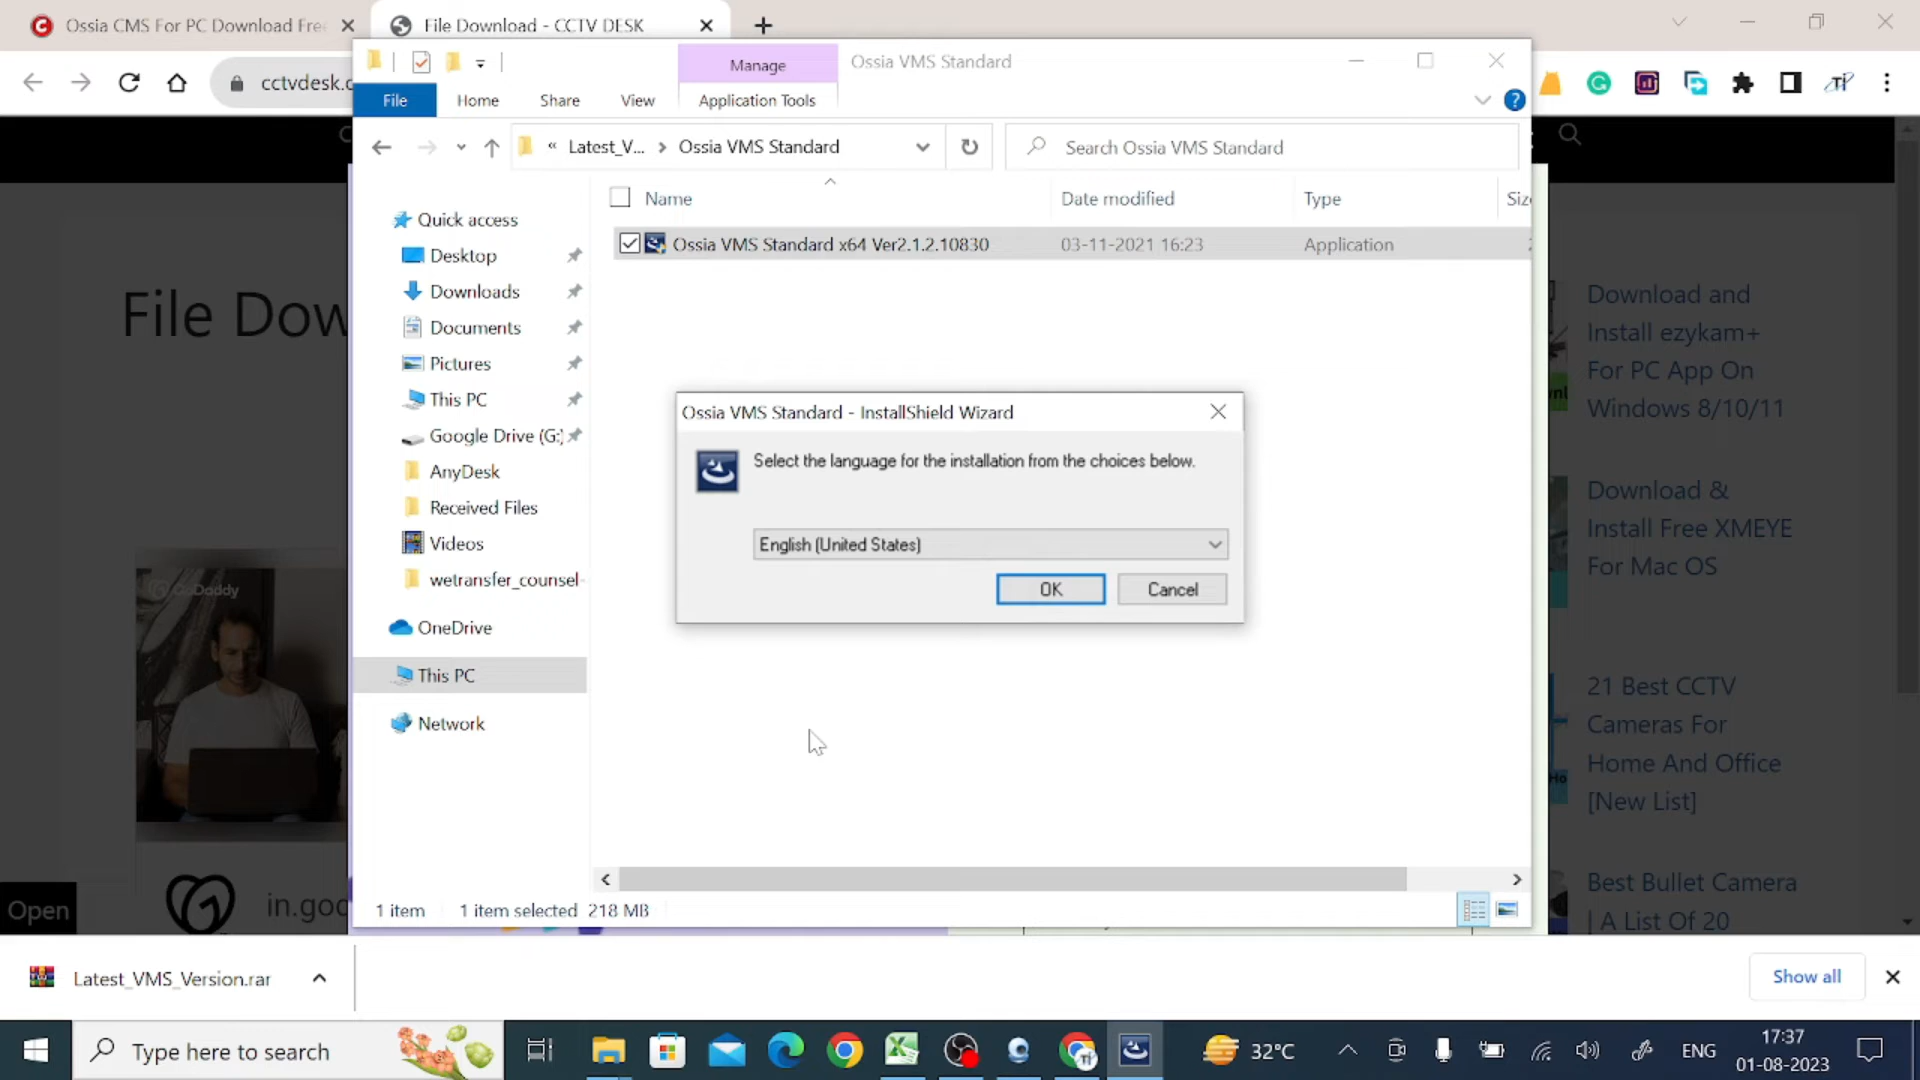 Ossia CMS For PC Download Fre
File Download - CCTV DESK
cctvdesk.c
Manage
Ossia VMS Standard
File
Home
Share
View
Application Tools
« Latest_V... > Ossia VMS Standard
Search Ossia VMS Standard
Name
Date modified
Type
Siz
Ossia VMS Standard x64 Ver2.1.2.10830
03-11-2021 16:23
Application
Quick access
Desktop
Downloads
Documents
Pictures
This PC
Google Drive (G:)
AnyDesk
Received Files
Videos
wetransfer_counsel-
OneDrive
This PC
Network
Ossia VMS Standard - InstallShield Wizard
Select the language for the installation from the choices below.
English (United States)
OK
Cancel
1 item
1 item selected 218 MB
File Dow
GoDaddy
in.goc
Open
Download and
Install ezykam+
For PC App On
Windows 8/10/11
Download &
Install Free XMEYE
For Mac OS
21 Best CCTV
Cameras For
Home And Office
[New List]
Best Bullet Camera
| A List Of 20
Latest_VMS_Version.rar
Show all
Type here to search
32°C
ENG
17:37
01-08-2023